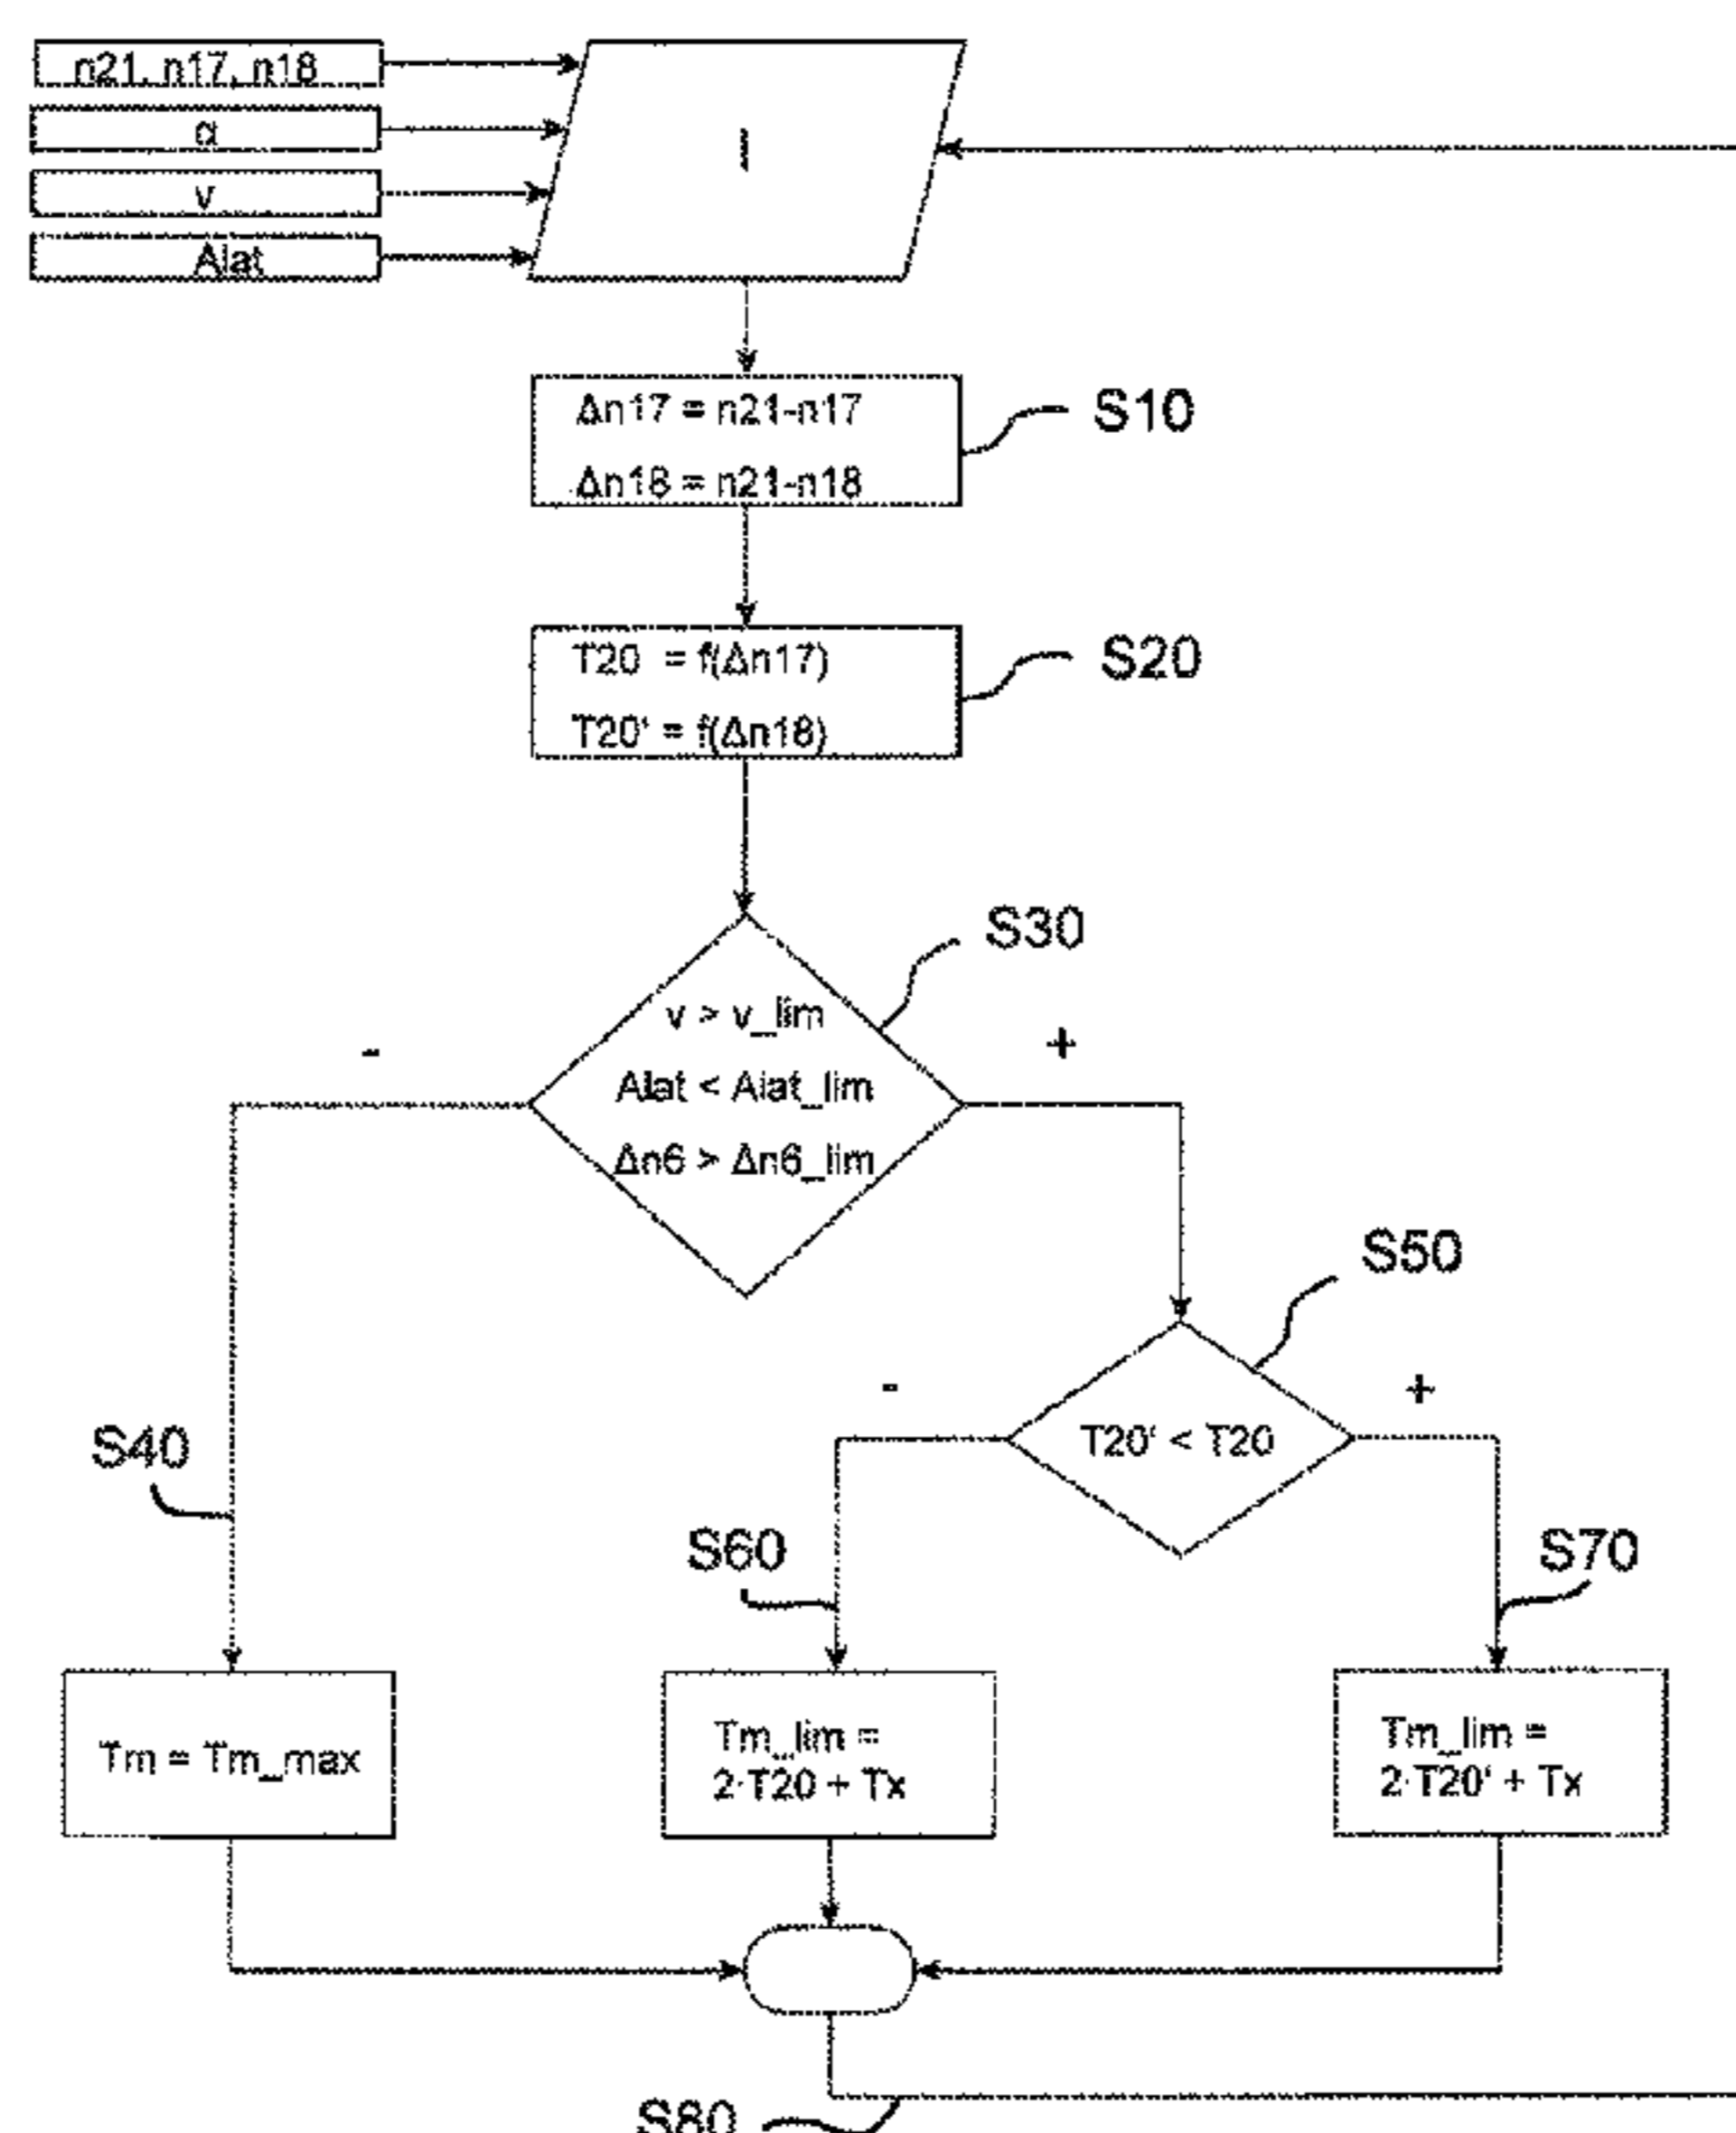 n21, n17, n18
α
v
Alat
I
Δn17 = n21-n17
Δn18 = n21-n18
S10
T20 = f(Δn17)
T20' = f(Δn18)
S20
S30
v > v_lim
Alat < Alat_lim
Δn6 > Δn6_lim
-
+
S50
T20' < T20
-
+
S40
S60
S70
Tm = Tm_max
Tm_lim =
2·T20 + Tx
Tm_lim =
2·T20' + Tx
S80